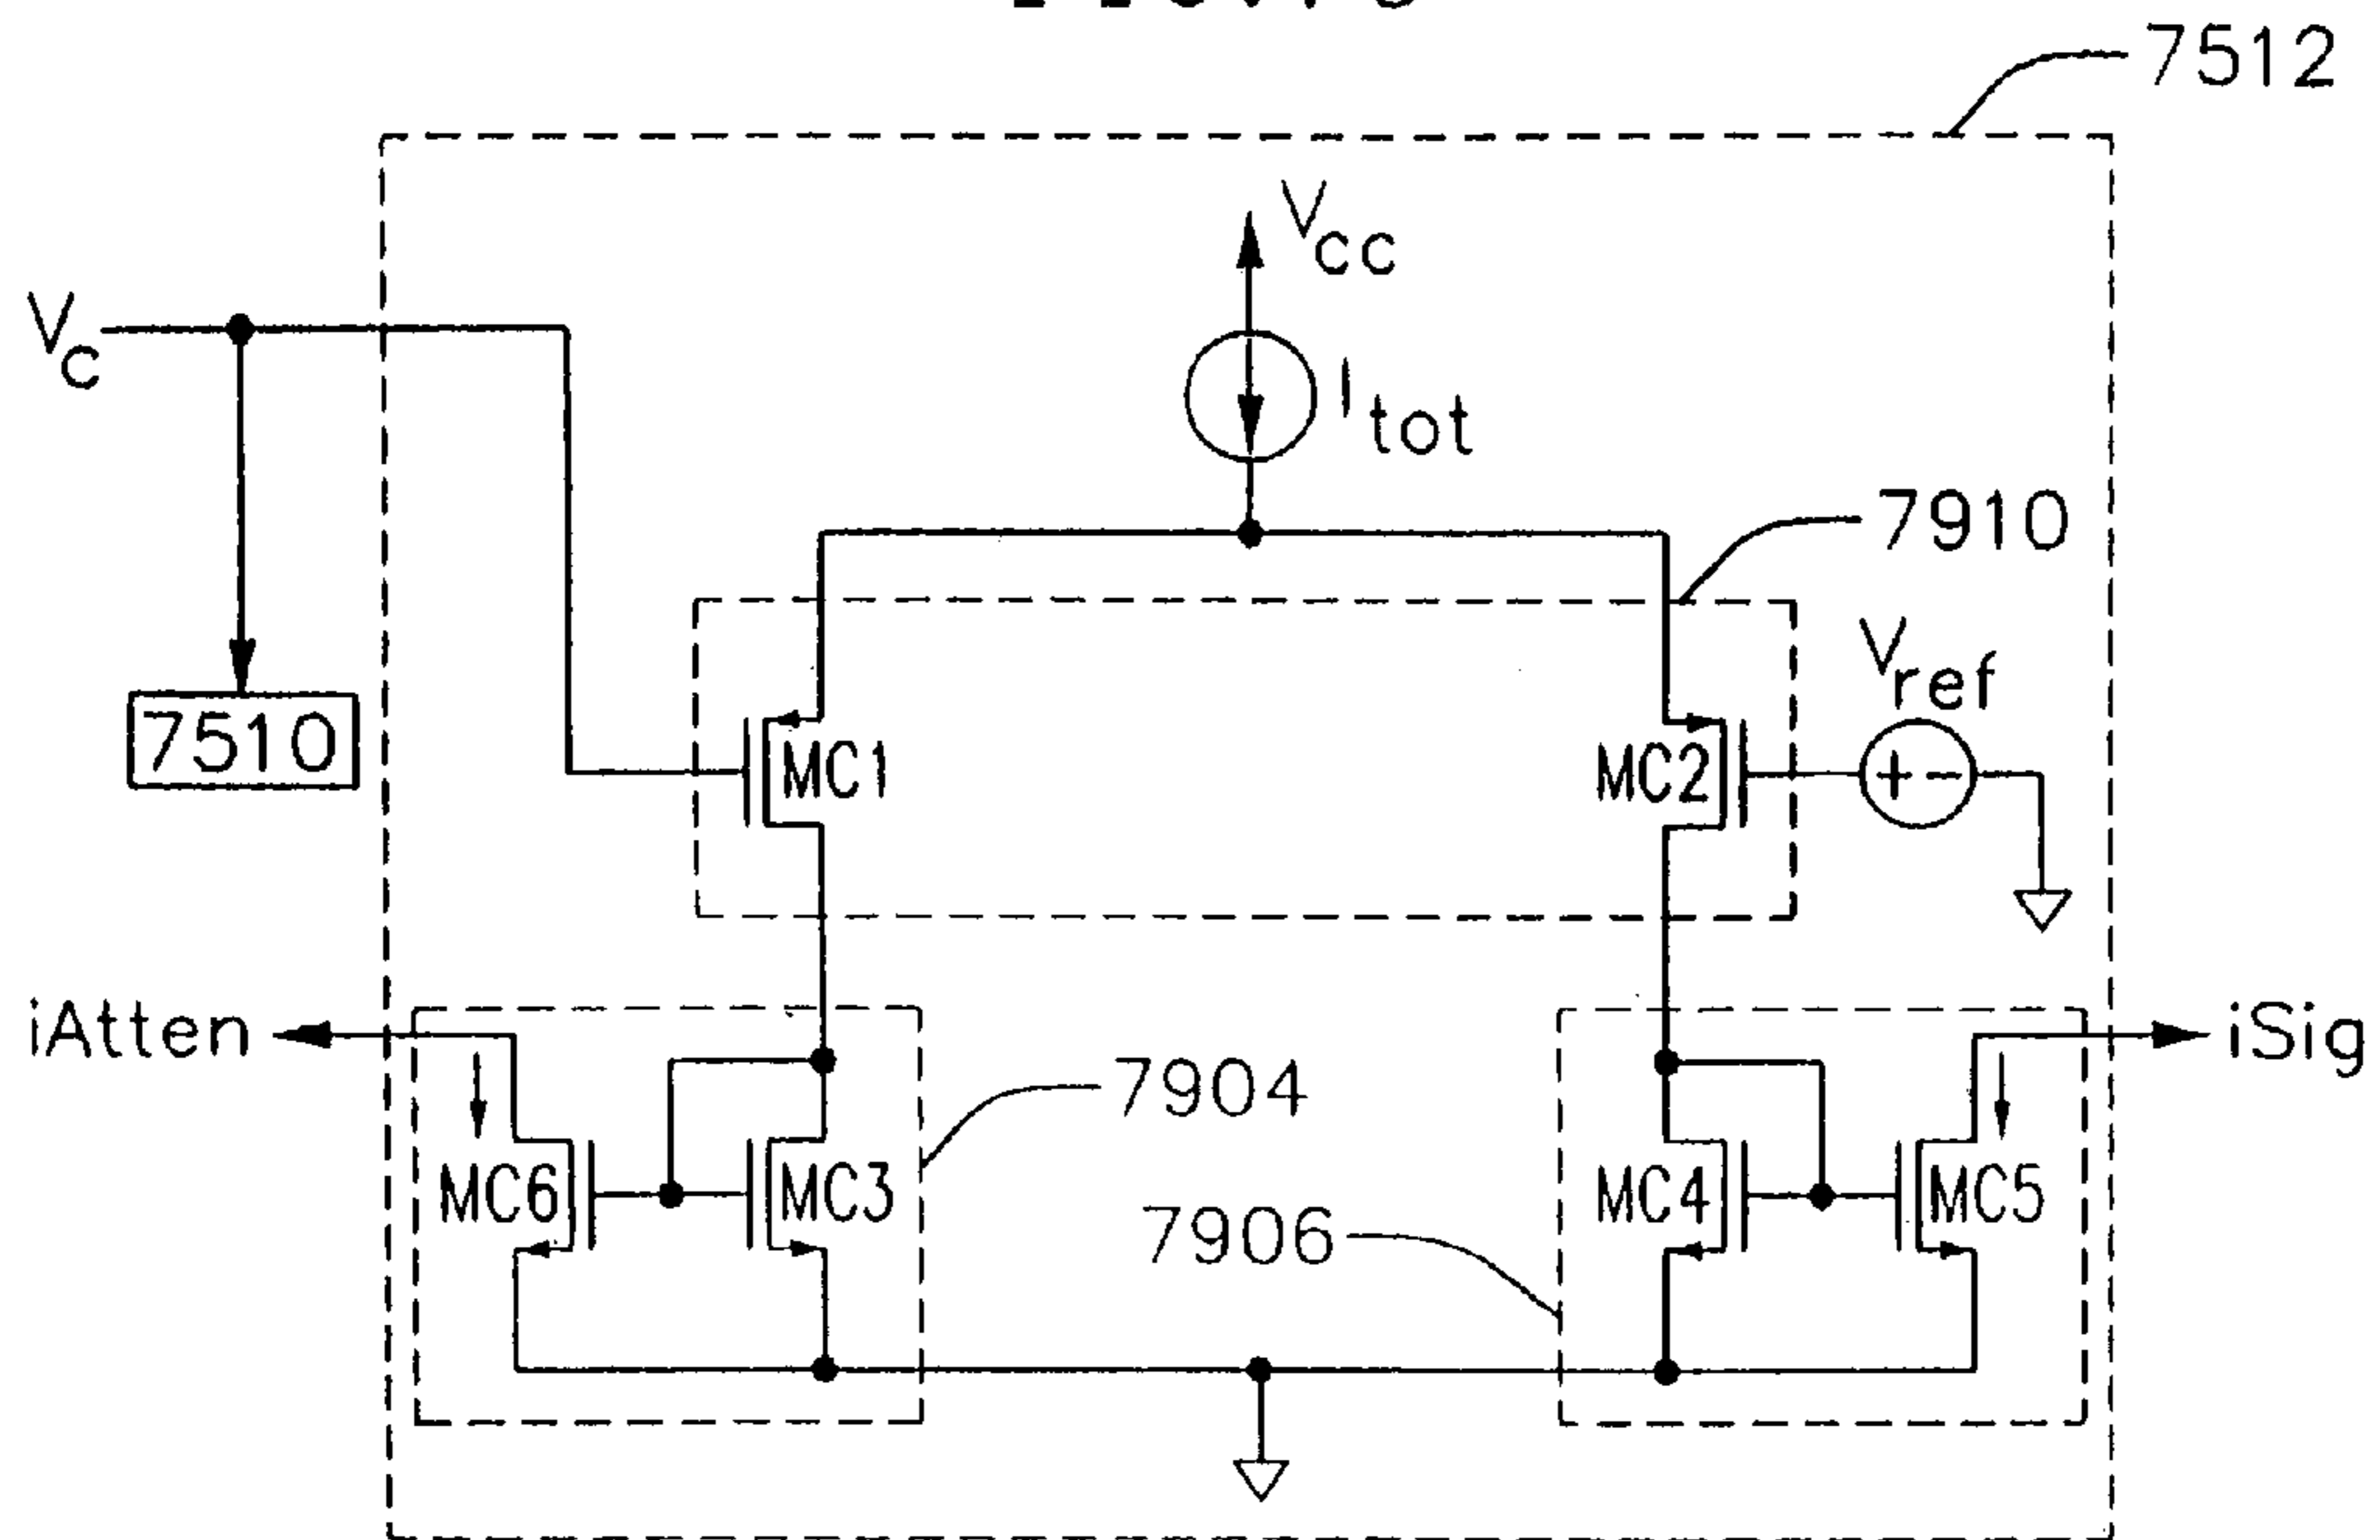 7512
Vcc
Vc
Itot
7910
Vref
7510
MC1
MC2
+ -
iAtten
iSig
7904
MC6
MC3
MC4
MC5
7906